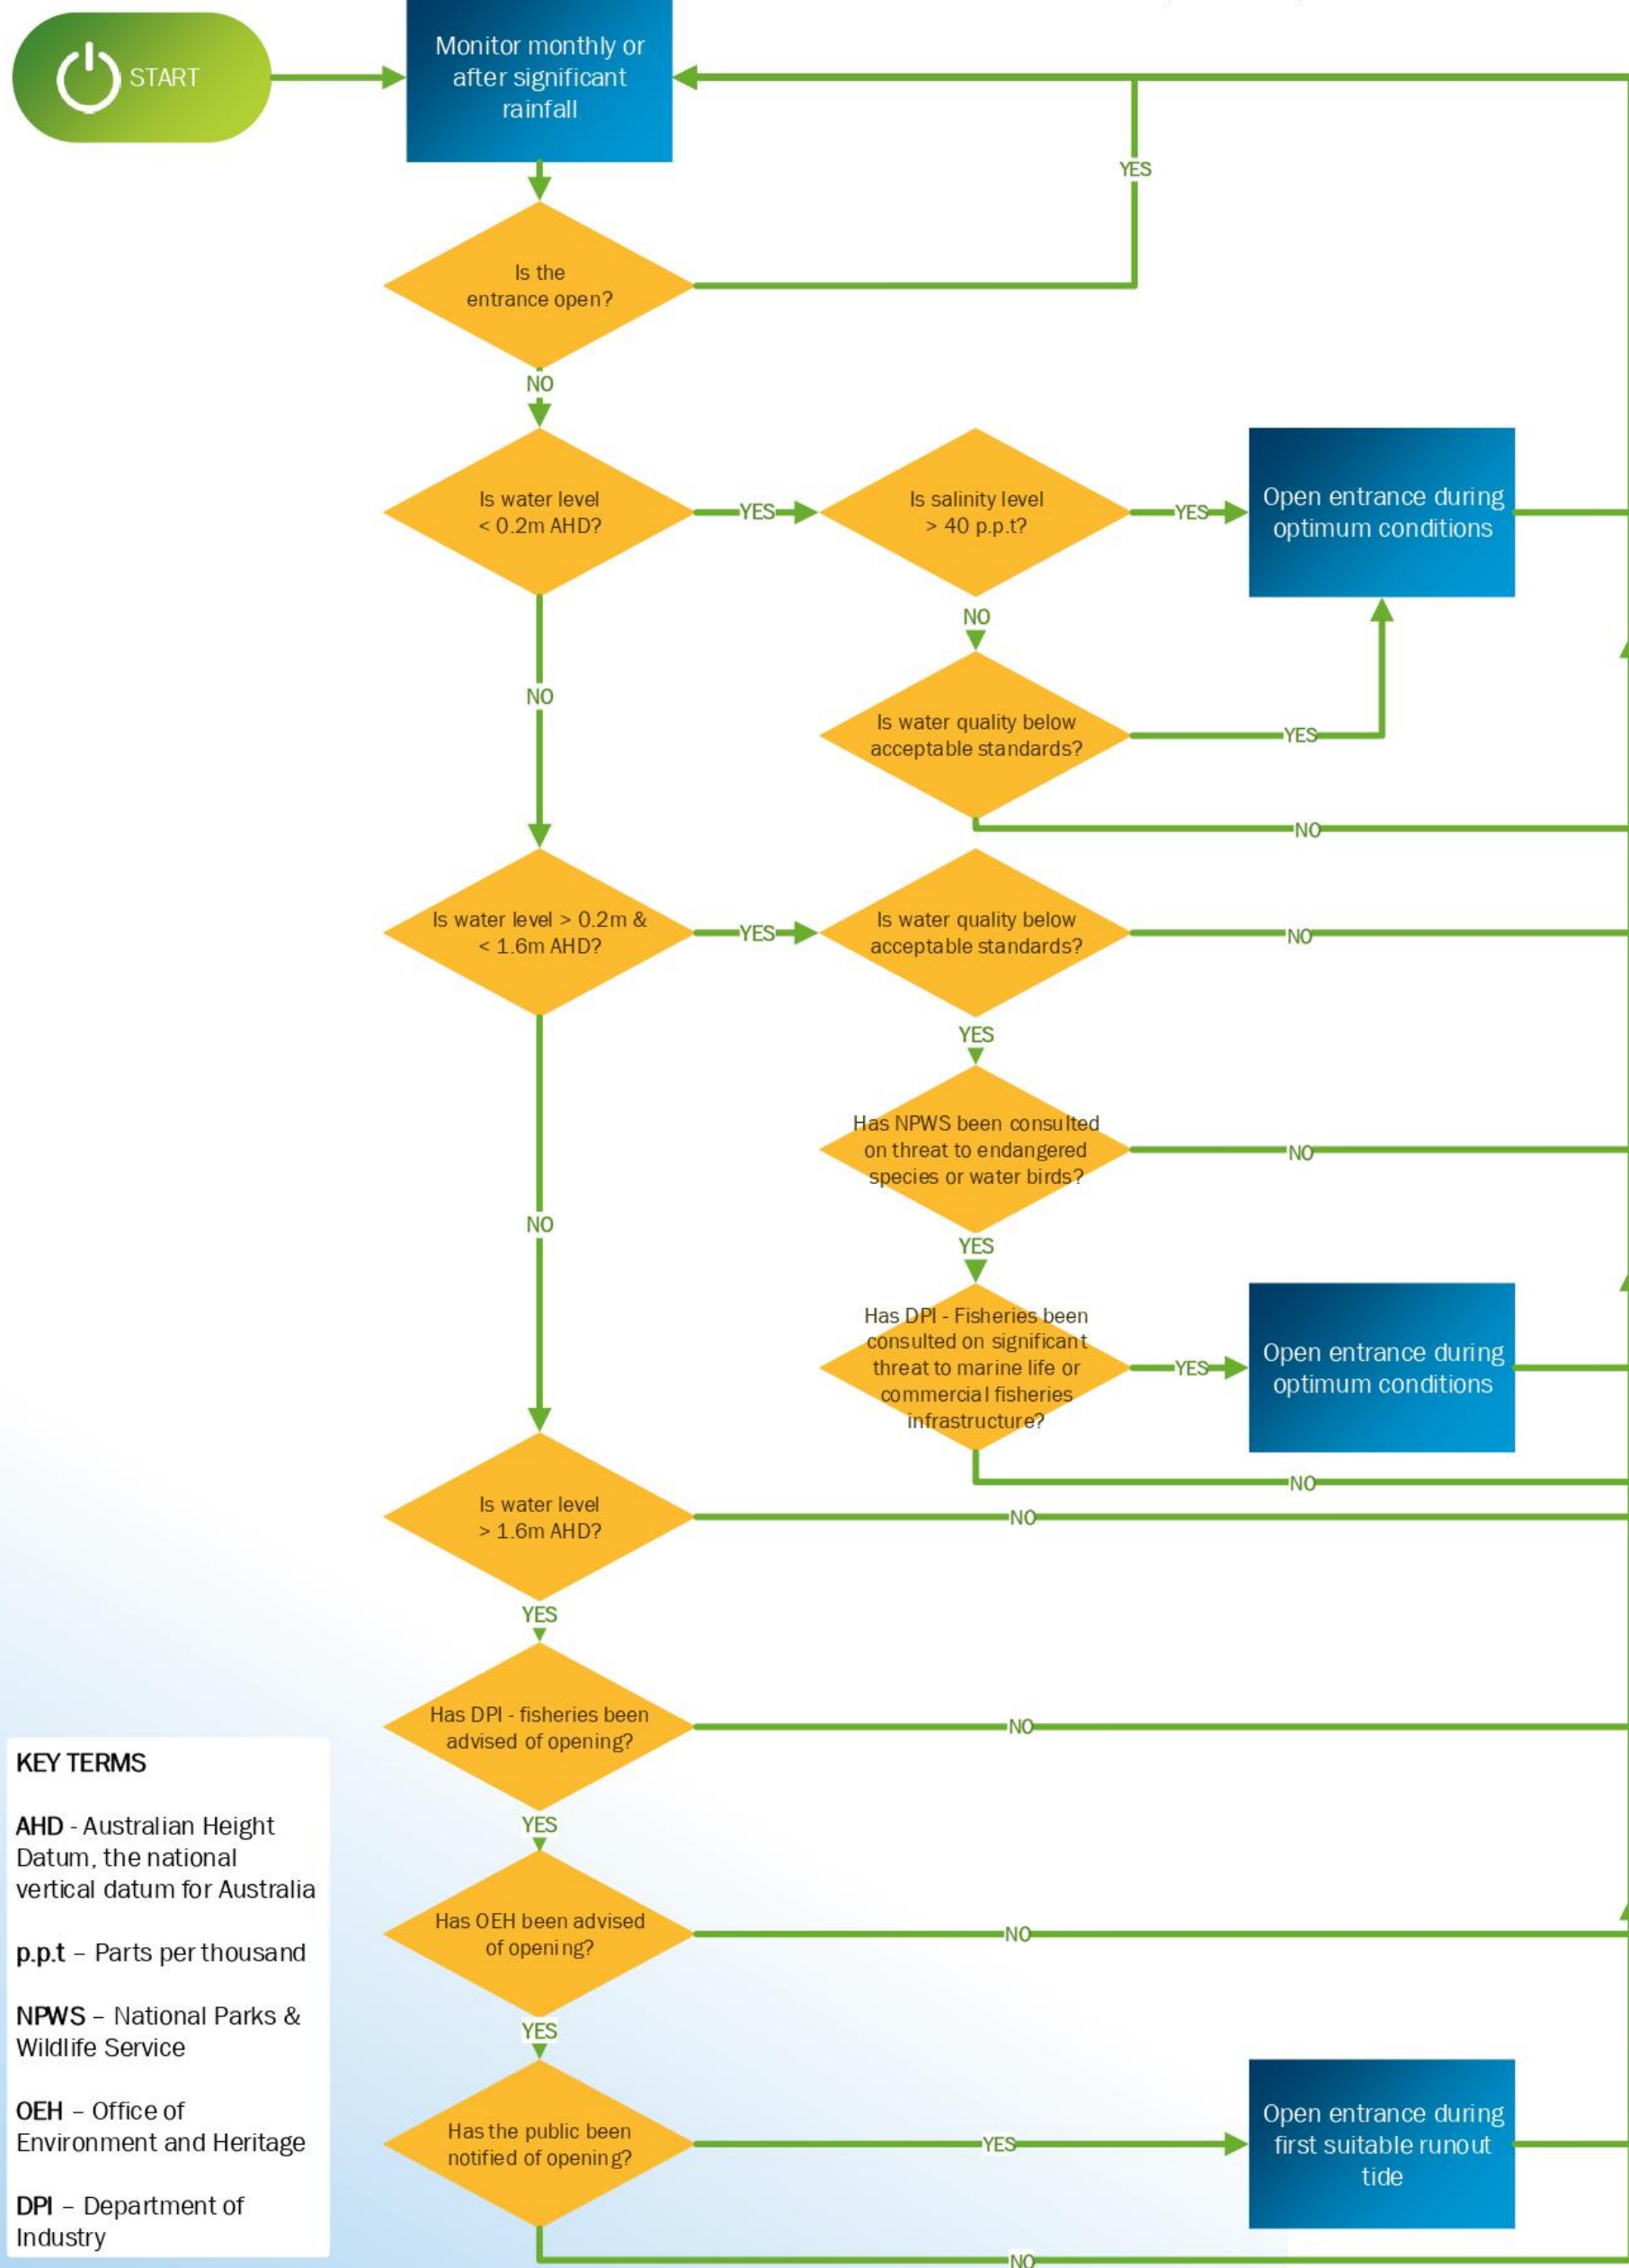 START
Monitor monthly or
after significant
rainfall
YES
Is the
entrance open?
NO
Is water level
< 0.2m AHD?
YES
Is salinity level
> 40 p.p.t?
YES
Open entrance during
optimum conditions
NO
NO
Is water quality below
acceptable standards?
YES
NO
Is water level > 0.2m &
< 1.6m AHD?
YES
Is water quality below
acceptable standards?
NO
YES
Has NPWS been consulted
on threat to endangered
species or water birds?
NO
NO
YES
Has DPI - Fisheries been
consulted on significant
threat to marine life or
commercial fisheries
infrastructure?
YES
Open entrance during
optimum conditions
NO
Is water level
> 1.6m AHD?
NO
YES
Has DPI - fisheries been
advised of opening?
NO
YES
Has OEH been advised
of opening?
NO
YES
Has the public been
notified of opening?
YES
Open entrance during
first suitable runout
tide
NO
KEY TERMS
AHD - Australian Height
Datum, the national
vertical datum for Australia
p.p.t – Parts per thousand
NPWS – National Parks &
Wildlife Service
OEH – Office of
Environment and Heritage
DPI – Department of
Industry